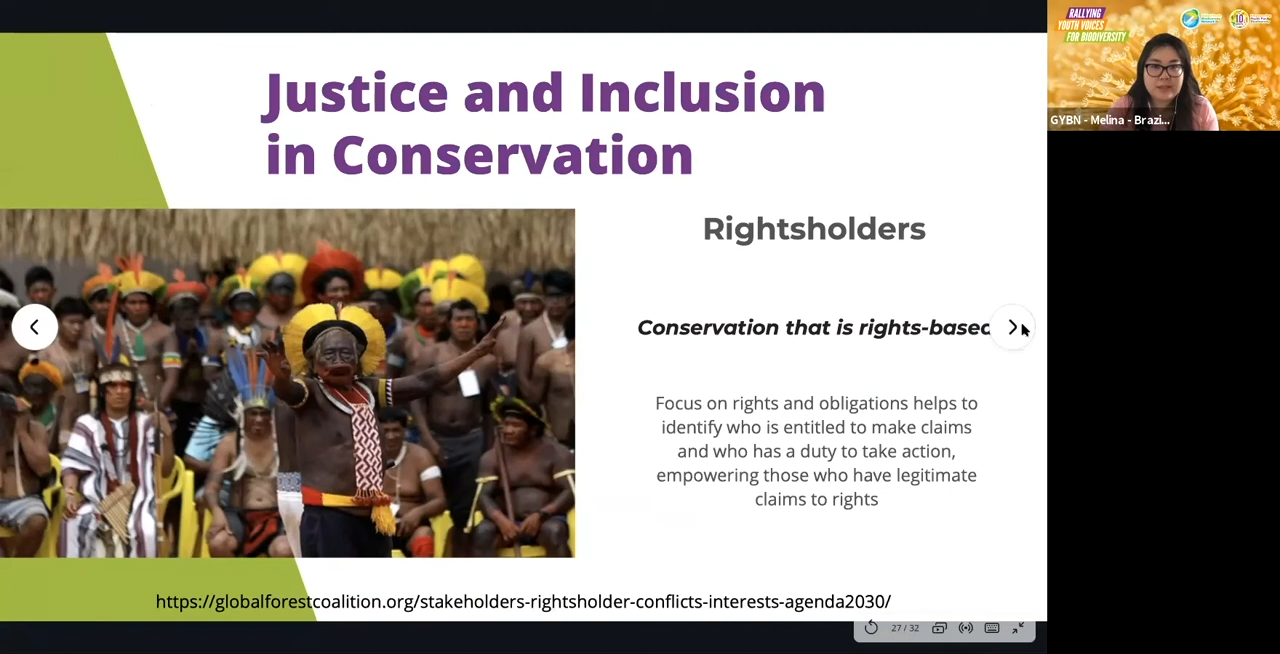 Justice and Inclusion
in Conservation
Rightsholders
Conservation that is rights-based
Focus on rights and obligations helps to
identify who is entitled to make claims
and who has a duty to take action,
empowering those who have legitimate
claims to rights
https://globalforestcoalition.org/stakeholders-rightsholder-conflicts-interests-agenda2030/
27 / 32
RALLYING
YOUTH VOICES
FOR BIODIVERSITY
10
GYBN - Melina - Brazi...